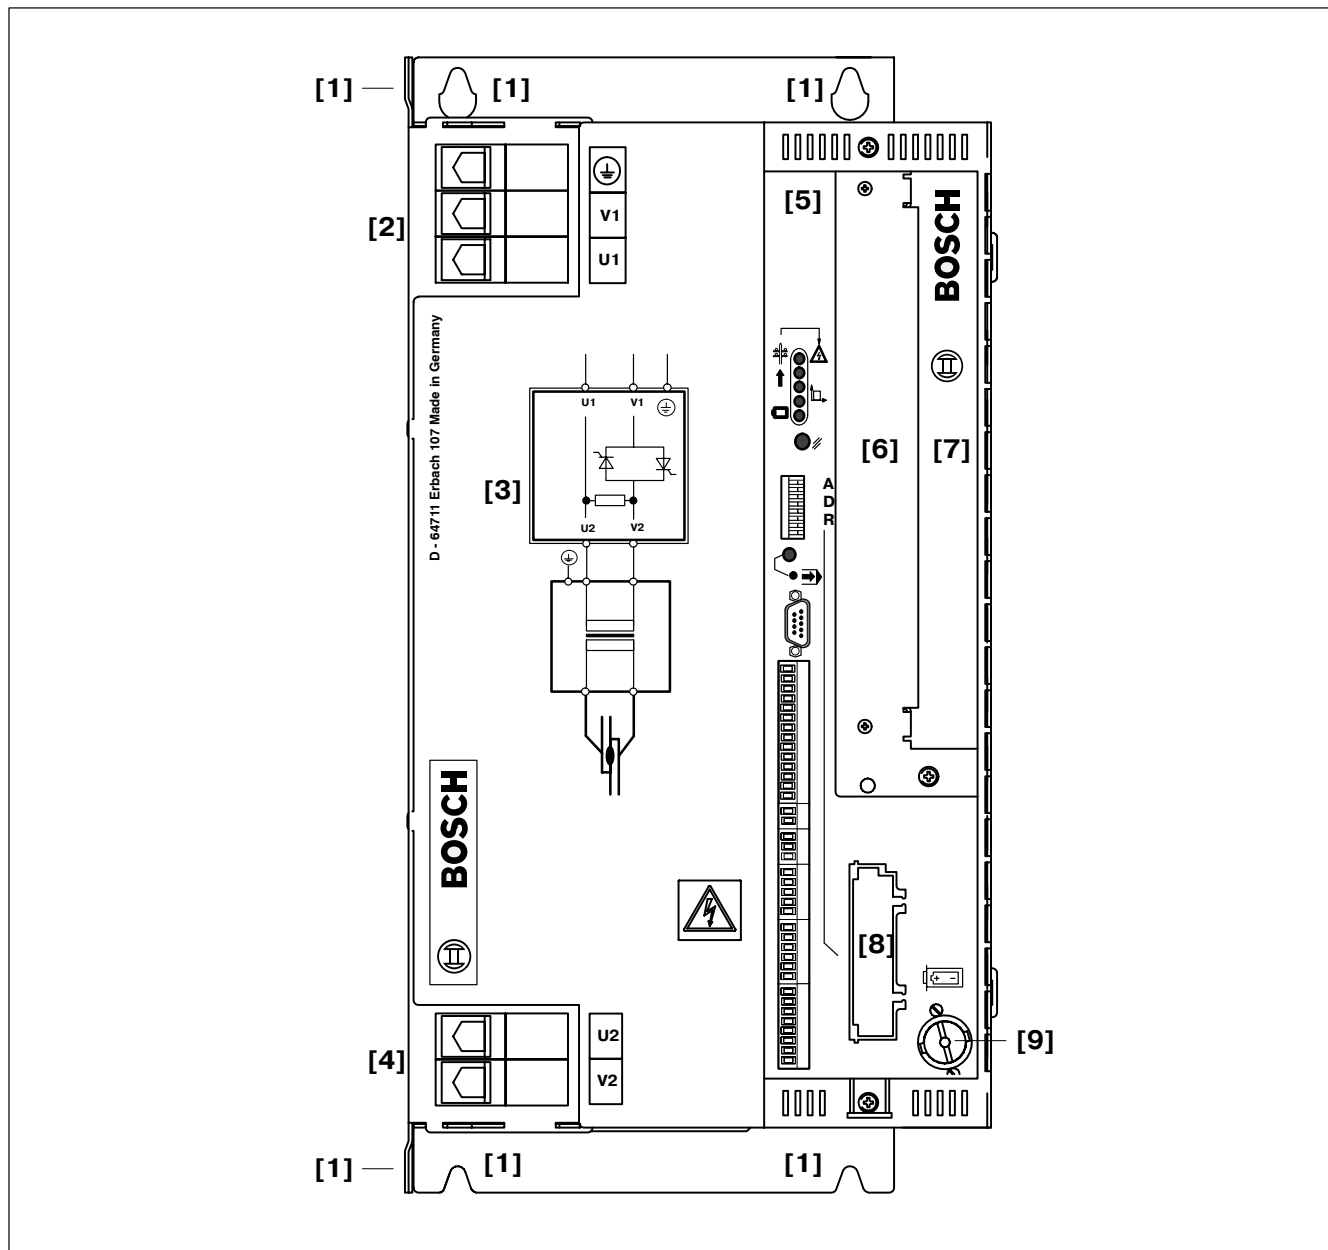 [1] [1] [1]
[2]
V1
U1
[5]
BOSCH
D - 64711 Erbach 107 Made in Germany
U1 V1
[3]
U2 V2
[6]
[7]
A
D
R
BOSCH
[8]
+ -
[4]
U2
V2
[9]
[1] [1] [1]